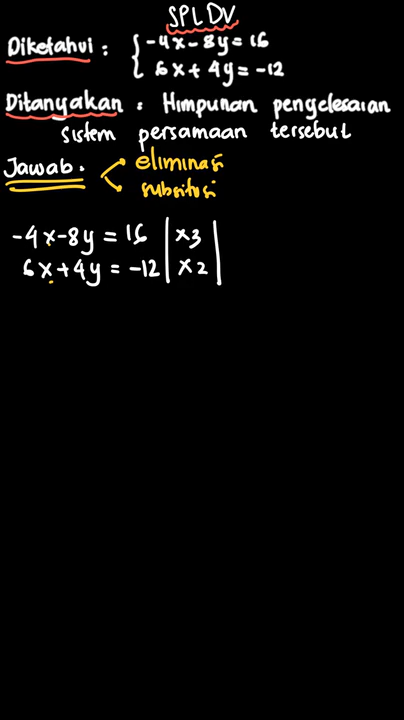 SPLDV
Diketahui : { -4x - 8y = 16
6x + 4y = -12
Ditanyakan : Himpunan penyelesaian
sistem persamaan tersebut
Jawab : eliminasi
subsitusi
-4x - 8y = 16 | x3 |
6x + 4y = -12 | x2 |